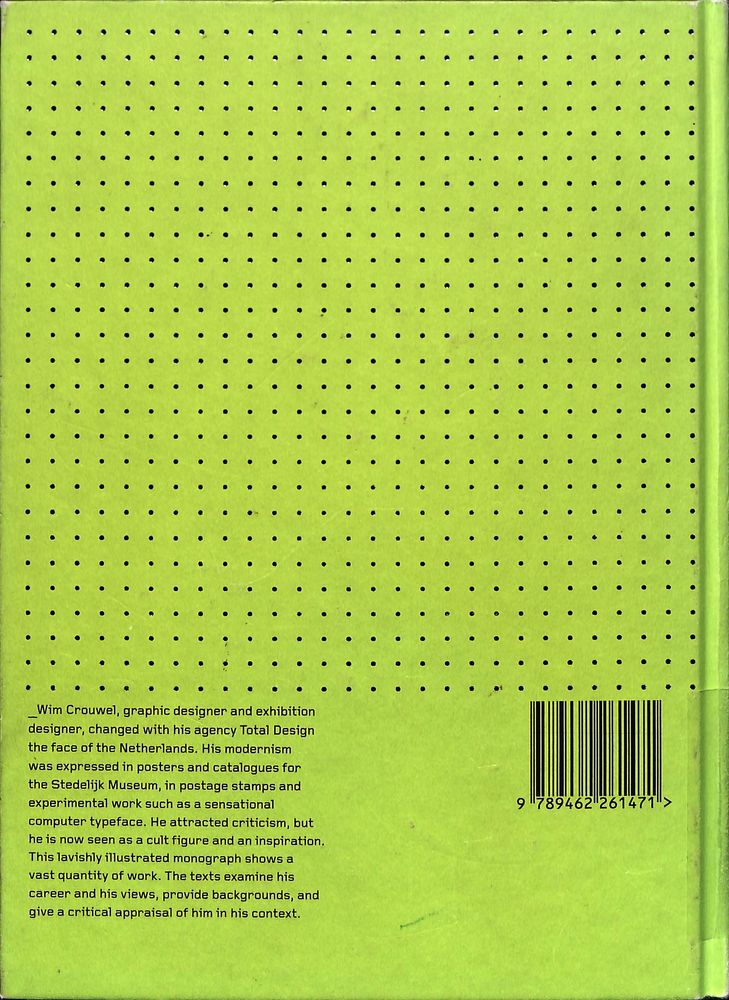 _Wim Crouwel, graphic designer and exhibition
designer, changed with his agency Total Design
the face of the Netherlands. His modernism
was expressed in posters and catalogues for
the Stedelijk Museum, in postage stamps and
experimental work such as a sensational
computer typeface. He attracted criticism, but
he is now seen as a cult figure and an inspiration.
This lavishly illustrated monograph shows a
vast quantity of work. The texts examine his
career and his views, provide backgrounds, and
give a critical appraisal of him in his context.
9 789462 261471 >